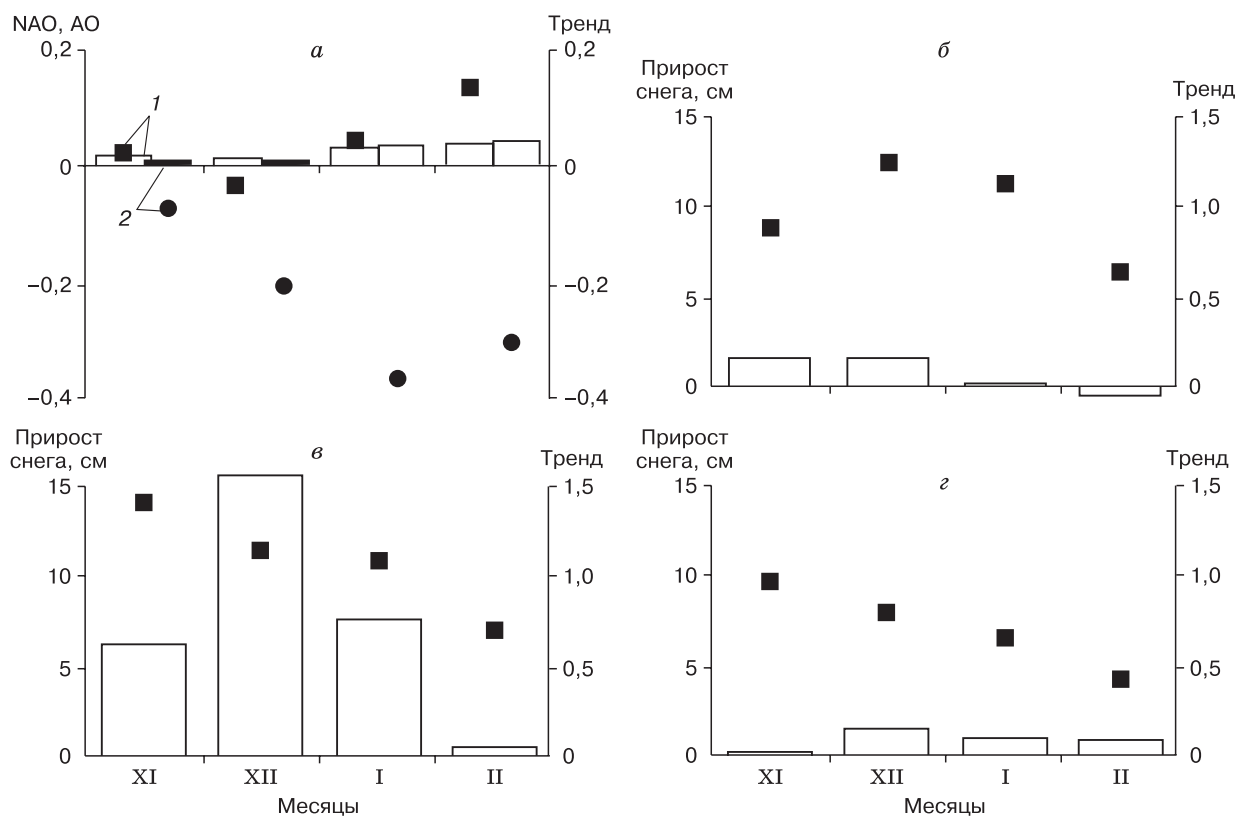 NAO, AO
Тренд
а
0,2
0,2
1
0
0
2
–0,2
–0,2
–0,4
–0,4
б
Прирост
снега, см
Тренд
15
1,5
10
1,0
5
0,5
0
0
Прирост
снега, см
Тренд
в
15
1,5
10
1,0
5
0,5
0
0
XI
XII
I
II
Месяцы
Прирост
снега, см
Тренд
г
15
1,5
10
1,0
5
0,5
0
0
XI
XII
I
II
Месяцы